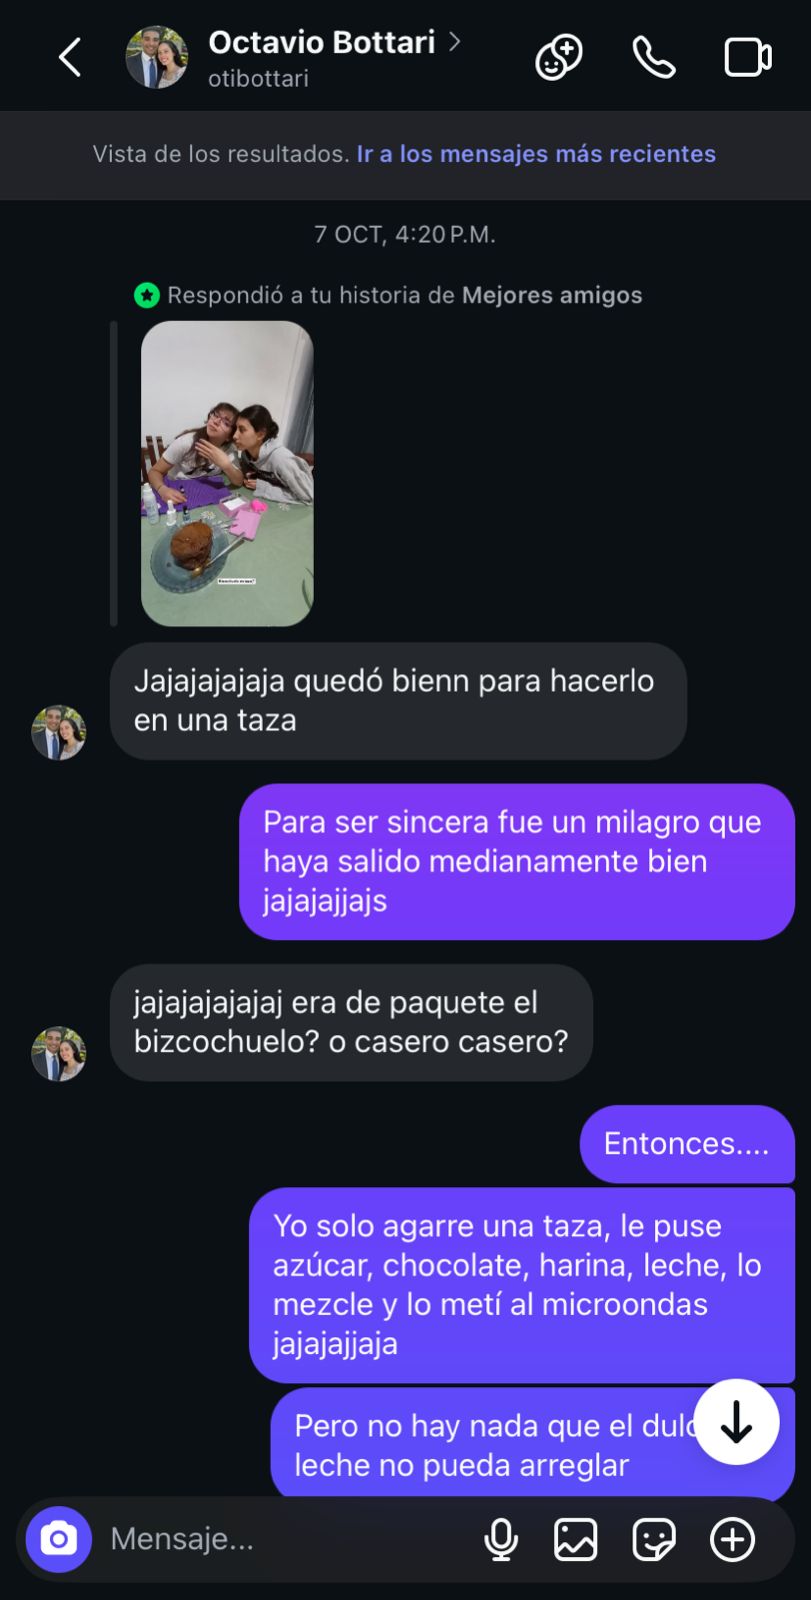 Octavio Bottari
otibottari
Vista de los resultados. Ir a los mensajes más recientes
7 OCT, 4:20 P.M.
Respondió a tu historia de Mejores amigos
Jajajajajaja quedó bienn para hacerlo
en una taza
Para ser sincera fue un milagro que
haya salido medianamente bien
jajajajjajs
jajajajajajaj era de paquete el
bizcochuelo? o casero casero?
Entonces....
Yo solo agarre una taza, le puse
azúcar, chocolate, harina, leche, lo
mezcle y lo metí al microondas
jajajajjaja
Pero no hay nada que el
leche no pueda arreglar
Mensaje...